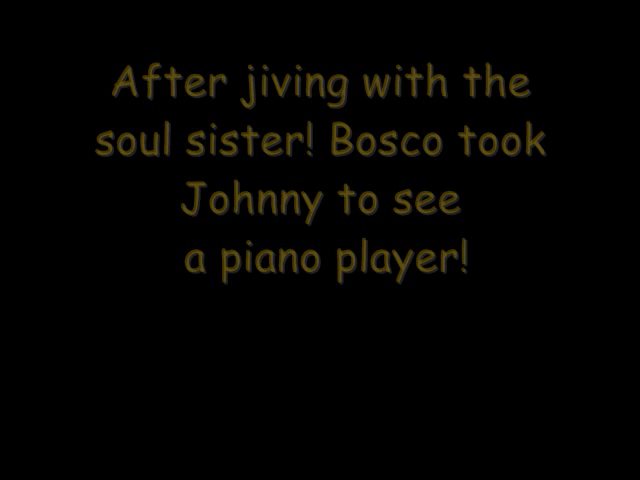 After jiving with the
soul sister! Bosco took
Johnny to see
a piano player!